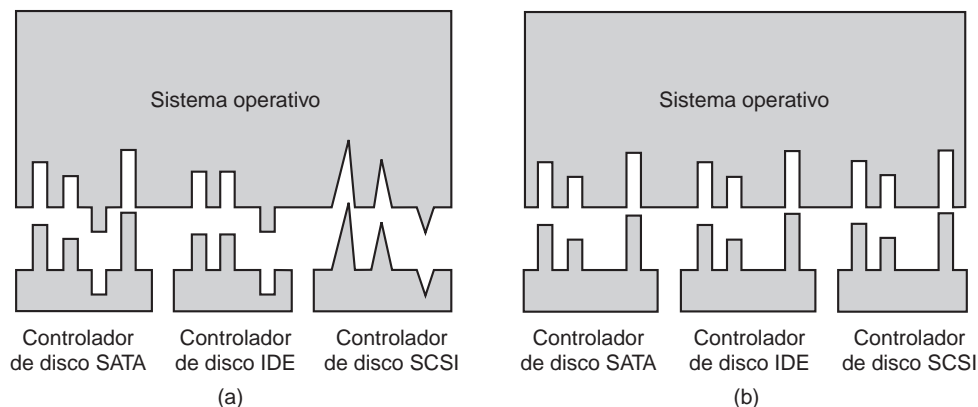 Sistema operativo
Controlador
de disco SATA
Controlador
de disco IDE
Controlador
de disco SCSI
(a)
Sistema operativo
Controlador
de disco SATA
Controlador
de disco IDE
Controlador
de disco SCSI
(b)